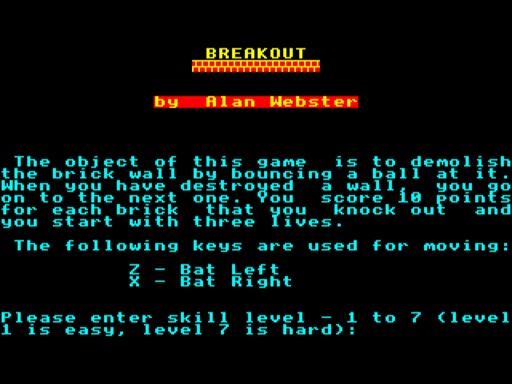 BREAKOUT
by  Alan Webster
The object of this game  is to demolish
the brick wall by bouncing a ball at it.
When you have destroyed  a wall,  you go
on to the next one. You  score 10 points
for each brick  that you  knock out  and
you start with three lives.
The following keys are used for moving:
Z - Bat Left
X - Bat Right
Please enter skill level - 1 to 7 (level
1 is easy, level 7 is hard):